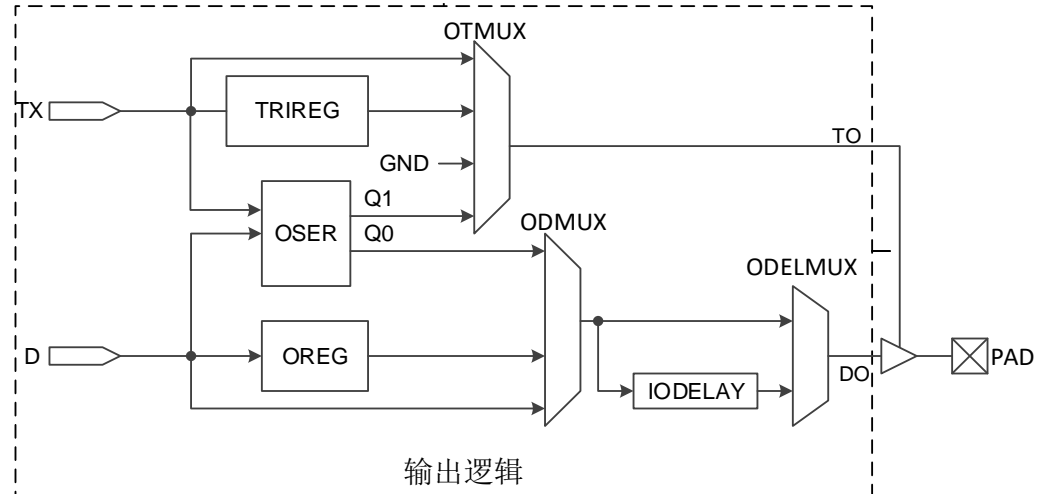 OTMUX
TX
TRIREG
TO
GND
Q1
OSER
Q0
ODMUX
ODELMUX
D
OREG
DO
PAD
IODELAY
输出逻辑